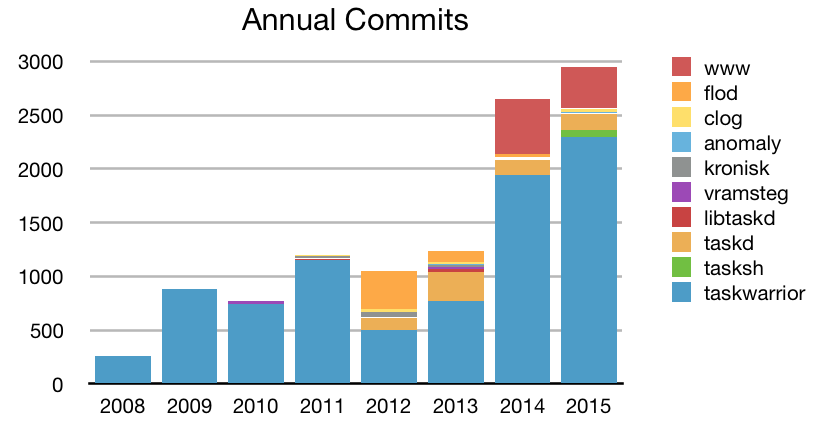 Annual Commits
3000
2500
2000
1500
1000
500
0
2008 2009 2010 2011 2012 2013 2014 2015
www
flod
clog
anomaly
kronisk
vramsteg
libtaskd
taskd
tasksh
taskwarrior